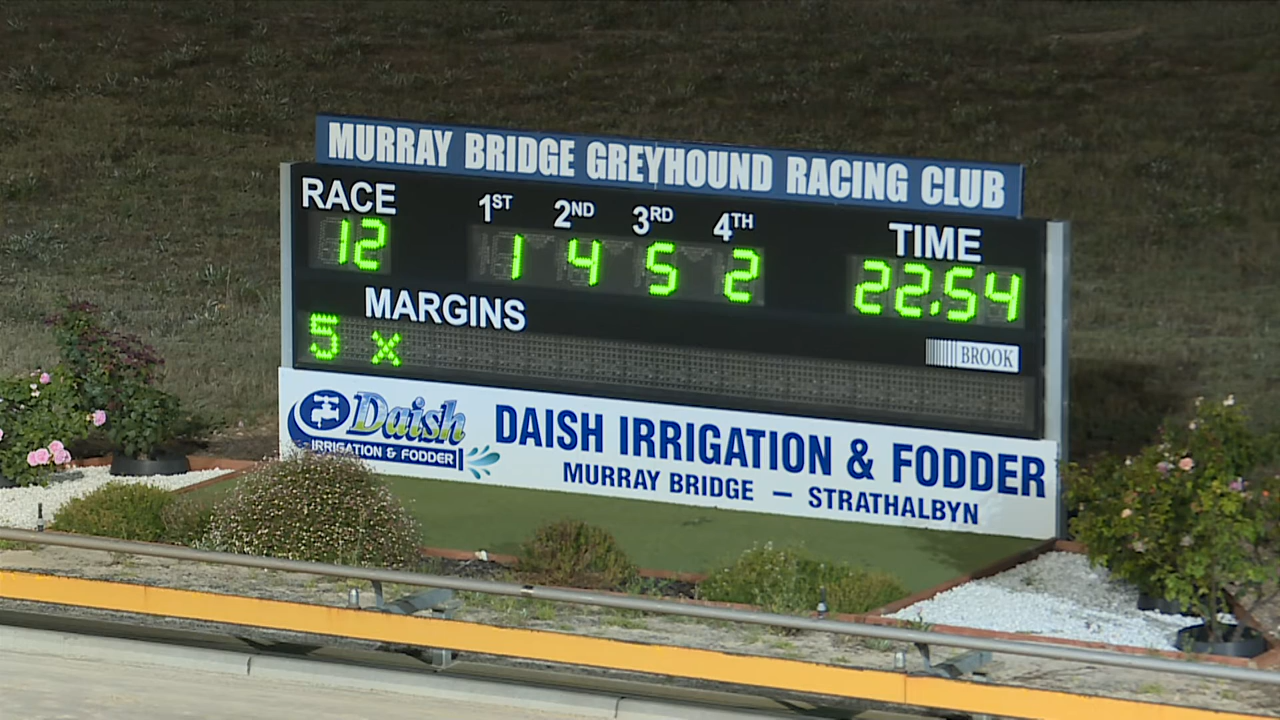 MURRAY BRIDGE GREYHOUND RACING CLUB
RACE 1ST 2ND 3RD 4TH TIME
12 1 4 5 2 22.54
MARGINS
5 X
BROOK
Daish
IRRIGATION & FODDER
DAISH IRRIGATION & FODDER
MURRAY BRIDGE – STRATHALBYN